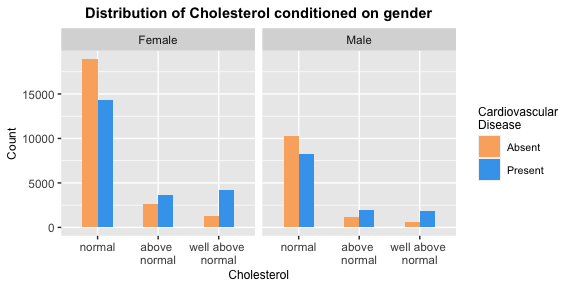 Distribution of Cholesterol conditioned on gender
Female
Male
Count
15000
10000
5000
0
normal
above
normal
well above
normal
normal
above
normal
well above
normal
Cholesterol
Cardiovascular
Disease
Absent
Present